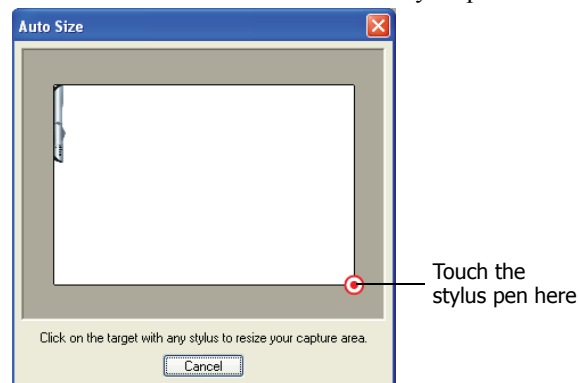 Auto Size
Touch the
stylus pen here
Click on the target with any stylus to resize your capture area.
Cancel